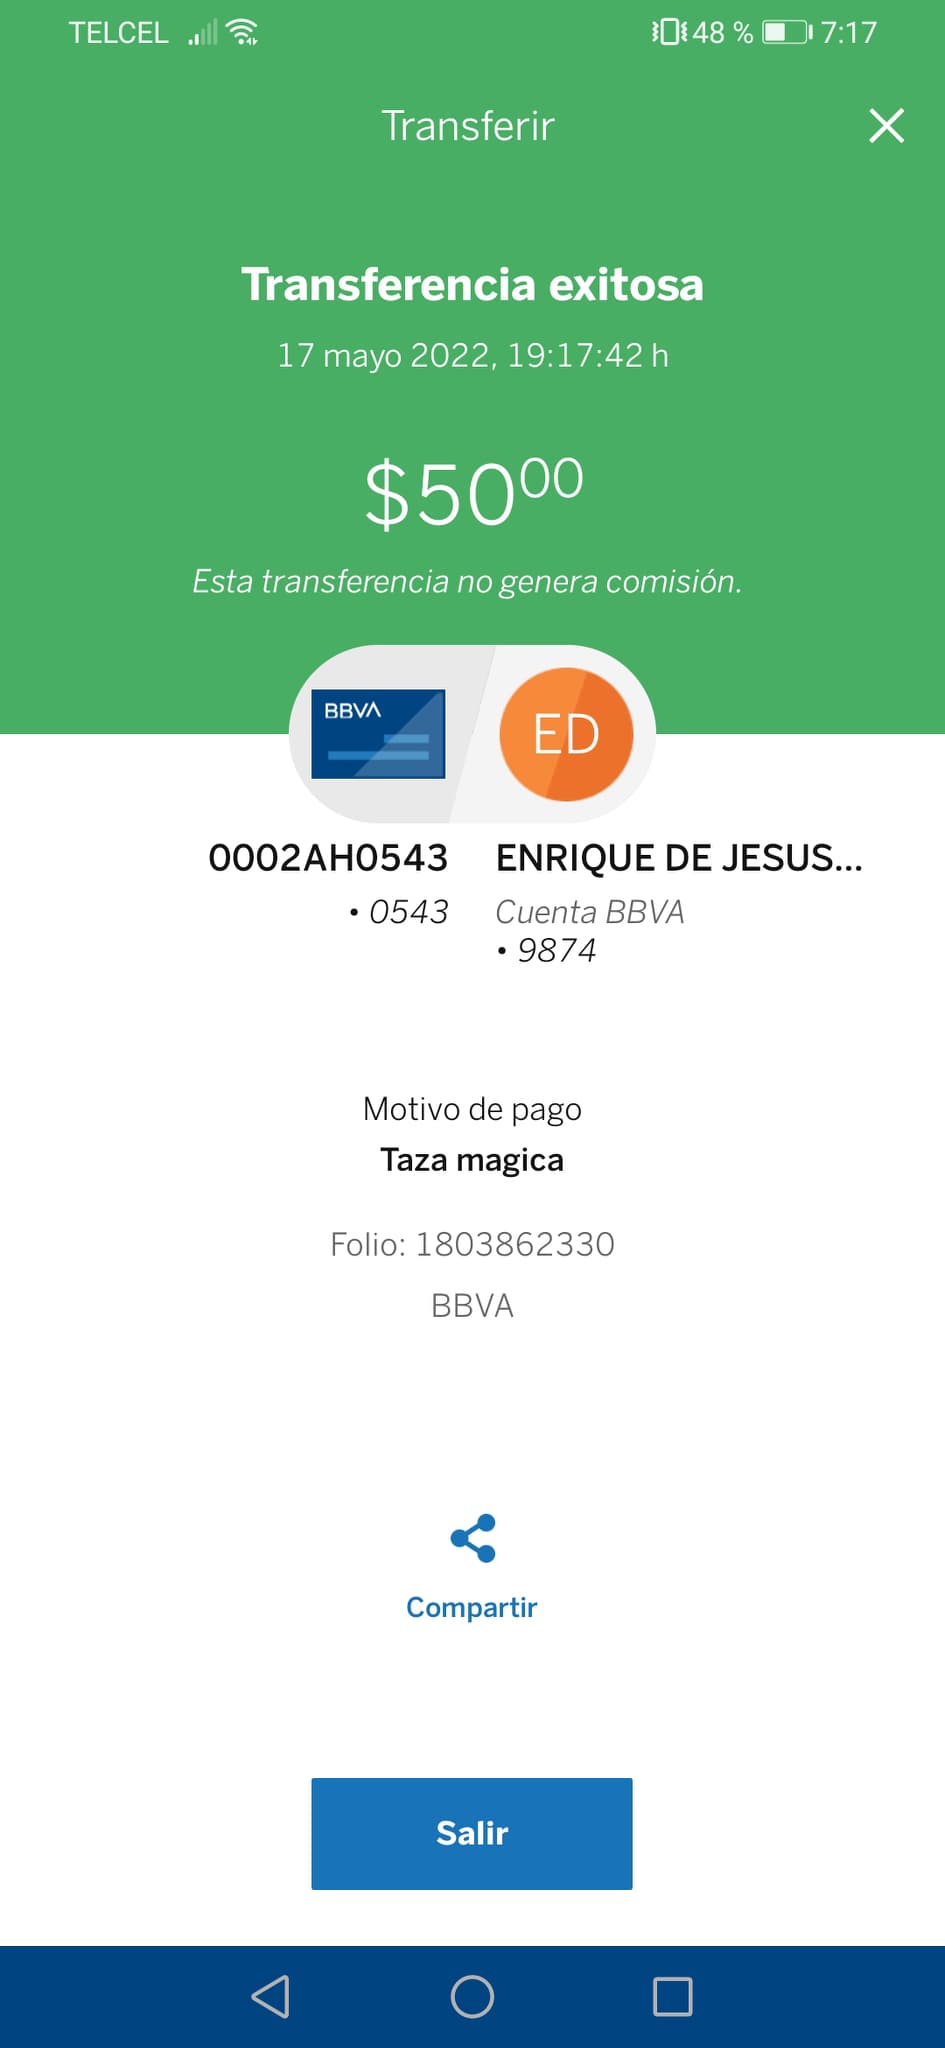 TELCEL 48 % 7:17
Transferir
Transferencia exitosa
17 mayo 2022, 19:17:42 h
$50⁰⁰
Esta transferencia no genera comisión.
BBVA ED
0002AH0543 ENRIQUE DE JESUS...
• 0543 Cuenta BBVA
• 9874
Motivo de pago
Taza magica
Folio: 1803862330
BBVA
Compartir
Salir